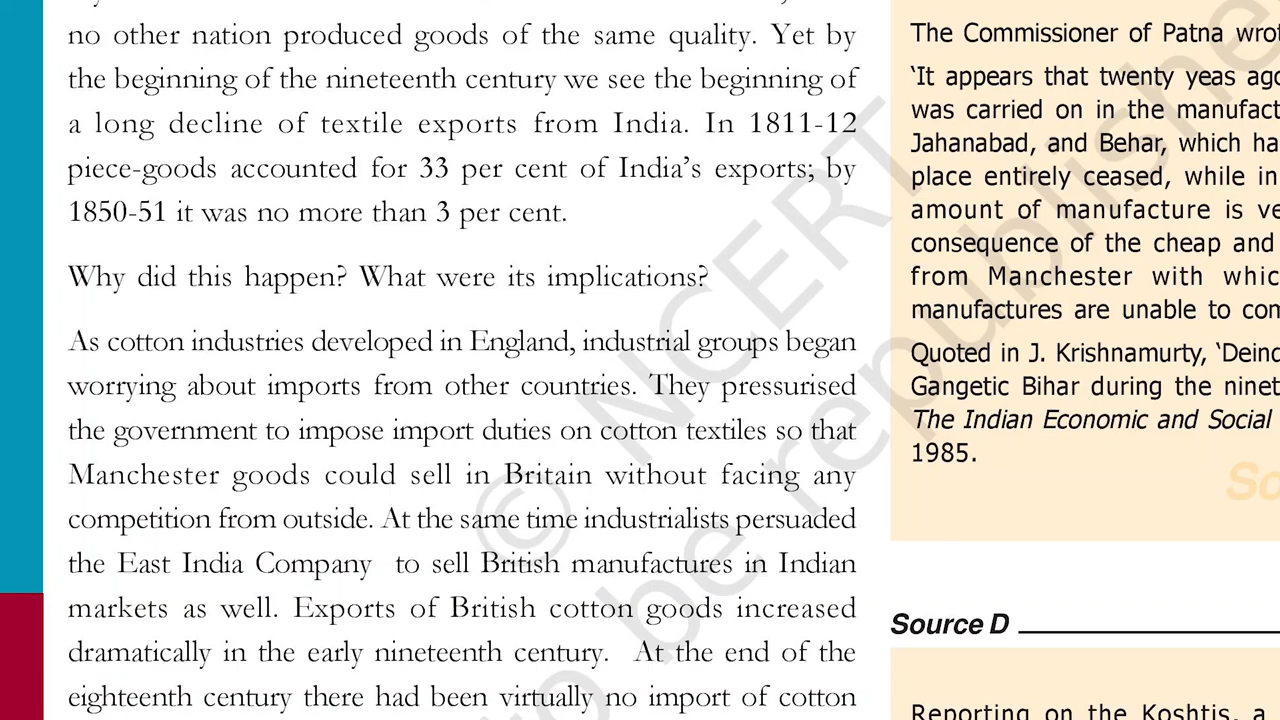 no other nation produced goods of the same quality. Yet by
the beginning of the nineteenth century we see the beginning of
a long decline of textile exports from India. In 1811-12
piece-goods accounted for 33 per cent of India's exports; by
1850-51 it was no more than 3 per cent.
Why did this happen? What were its implications?
As cotton industries developed in England, industrial groups began
worrying about imports from other countries. They pressurised
the government to impose import duties on cotton textiles so that
Manchester goods could sell in Britain without facing any
competition from outside. At the same time industrialists persuaded
the East India Company to sell British manufactures in Indian
markets as well. Exports of British cotton goods increased
dramatically in the early nineteenth century. At the end of the
eighteenth century there had been virtually no import of cotton
The Commissioner of Patna
'It appears that twenty yeas
was carried on in the
Jahanabad, and Behar, which
place entirely ceased, while in
amount of manufacture is
consequence of the cheap and
from Manchester with
manufactures are unable to
Quoted in J. Krishnamurty,
Gangetic Bihar during the
The Indian Economic and Social
1985.
Source D
Reporting on the Koshtis, a
© NCERT
to be republished